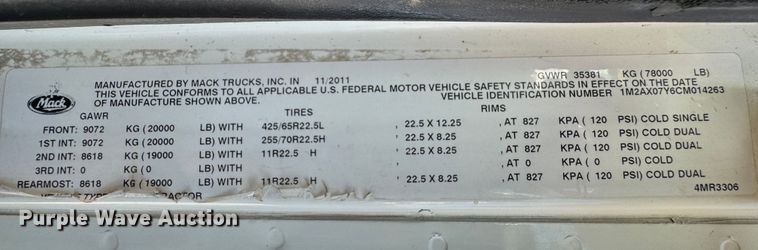 MANUFACTURED BY MACK TRUCKS, INC. IN 11/2011 GVWR 35381 KG ( 78000 LB)
THIS VEHICLE CONFORMS TO ALL APPLICABLE U.S. FEDERAL MOTOR VEHICLE SAFETY STANDARDS IN EFFECT ON THE DATE
OF MANUFACTURE SHOWN ABOVE. VEHICLE IDENTIFICATION NUMBER 1M2AX07Y6CM014263
Mack
GAWR TIRES RIMS
FRONT: 9072 KG ( 20000 LB) WITH 425/65R22.5L , 22.5 X 12.25 , AT 827 KPA ( 120 PSI) COLD SINGLE
1ST INT: 9072 KG ( 20000 LB) WITH 255/70R22.5H , 22.5 X 8.25 , AT 827 KPA ( 120 PSI) COLD DUAL
2ND INT: 8618 KG ( 19000 LB) WITH 11R22.5 H , 22.5 X 8.25 , AT 827 KPA ( 120 PSI) COLD DUAL
3RD INT: 0 KG ( 0 LB) WITH , , AT 0 KPA ( 0 PSI) COLD
REARMOST: 8618 KG ( 19000 LB) WITH 11R22.5 H , 22.5 X 8.25 , AT 827 KPA ( 120 PSI) COLD DUAL
4MR3306
Purple Wave Auction